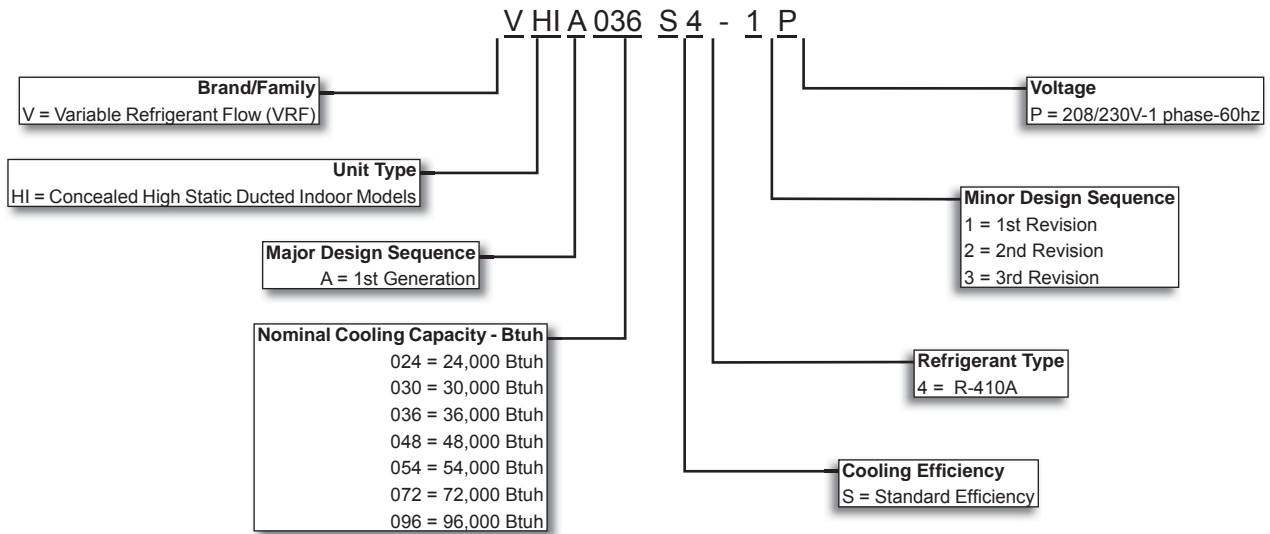 V HI A 036 S 4 - 1 P
Brand/Family
V = Variable Refrigerant Flow (VRF)
Unit Type
HI = Concealed High Static Ducted Indoor Models
Major Design Sequence
A = 1st Generation
Nominal Cooling Capacity - Btuh
024 = 24,000 Btuh
030 = 30,000 Btuh
036 = 36,000 Btuh
048 = 48,000 Btuh
054 = 54,000 Btuh
072 = 72,000 Btuh
096 = 96,000 Btuh
Voltage
P = 208/230V-1 phase-60hz
Minor Design Sequence
1 = 1st Revision
2 = 2nd Revision
3 = 3rd Revision
Refrigerant Type
4 = R-410A
Cooling Efficiency
S = Standard Efficiency